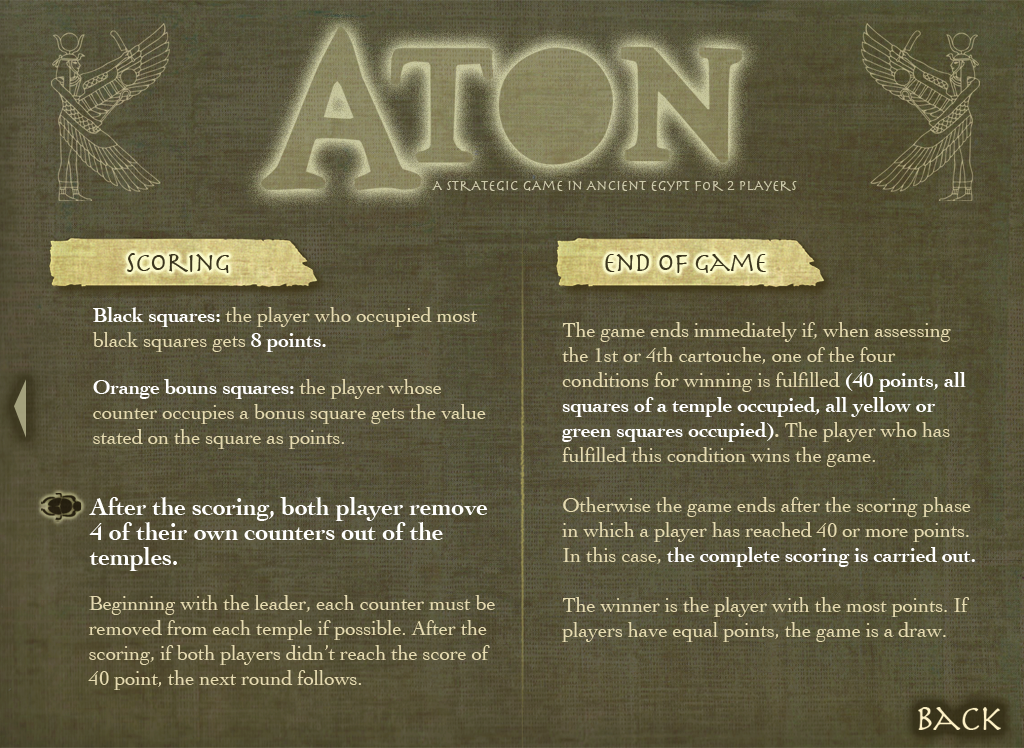 ATON
A STRATEGIC GAME IN ANCIENT EGYPT FOR 2 PLAYERS
SCORING
Black squares: the player who occupied most
black squares gets 8 points.
Orange bouns squares: the player whose
counter occupies a bonus square gets the value
stated on the square as points.
After the scoring, both player remove
4 of their own counters out of the
temples.
Beginning with the leader, each counter must be
removed from each temple if possible. After the
scoring, if both players didn't reach the score of
40 point, the next round follows.
END OF GAME
The game ends immediately if, when assessing
the 1st or 4th cartouche, one of the four
conditions for winning is fulfilled (40 points, all
squares of a temple occupied, all yellow or
green squares occupied). The player who has
fulfilled this condition wins the game.
Otherwise the game ends after the scoring phase
in which a player has reached 40 or more points.
In this case, the complete scoring is carried out.
The winner is the player with the most points. If
players have equal points, the game is a draw.
BACK